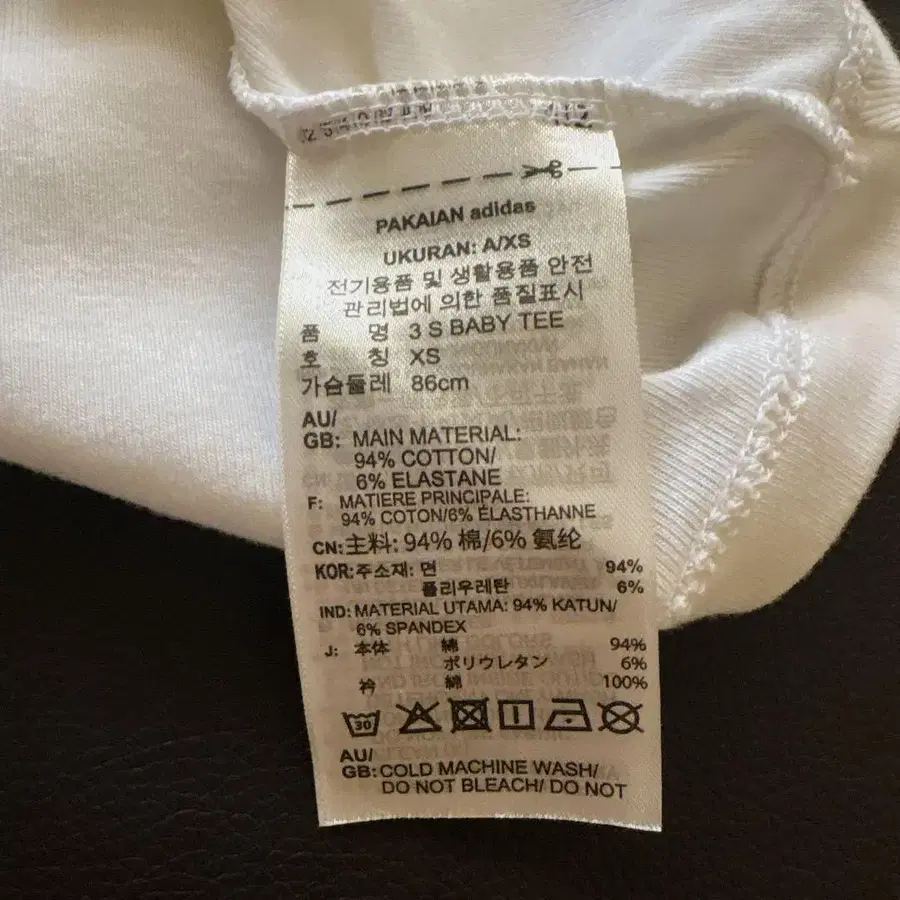 PAKAIAN adidas
UKURAN: A/XS
전기용품 및 생활용품 안전
관리법에 의한 품질표시
품 명 3 S BABY TEE
호 칭 XS
가슴둘레 86cm
AU/
GB: MAIN MATERIAL:
94% COTTON/
6% ELASTANE
F: MATIERE PRINCIPALE:
94% COTON/6% ÉLASTHANNE
CN:主料: 94% 棉/6% 氨纶
KOR:주소재: 면 94%
폴리우레탄 6%
IND: MATERIAL UTAMA: 94% KATUN/
6% SPANDEX
J: 本体 綿 94%
ポリウレタン 6%
衿 綿 100%
30
AU/
GB: COLD MACHINE WASH/
DO NOT BLEACH/ DO NOT